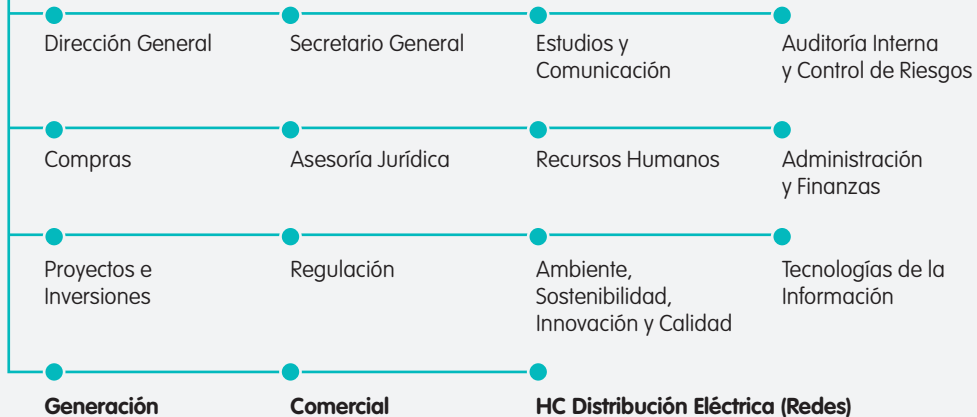 Dirección General
Secretario General
Estudios y
Comunicación
Auditoría Interna
y Control de Riesgos
Compras
Asesoría Jurídica
Recursos Humanos
Administración
y Finanzas
Proyectos e
Inversiones
Regulación
Ambiente,
Sostenibilidad,
Innovación y Calidad
Tecnologías de la
Información
Generación
Comercial
HC Distribución Eléctrica (Redes)